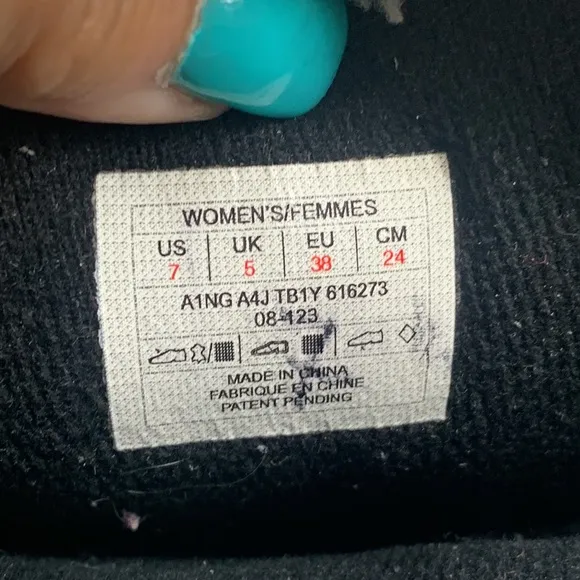 WOMEN'S/FEMMES
US UK EU CM
7 5 38 24
A1NG A4J TB1Y 616273
08-123
MADE IN CHINA
FABRIQUE EN CHINE
PATENT PENDING